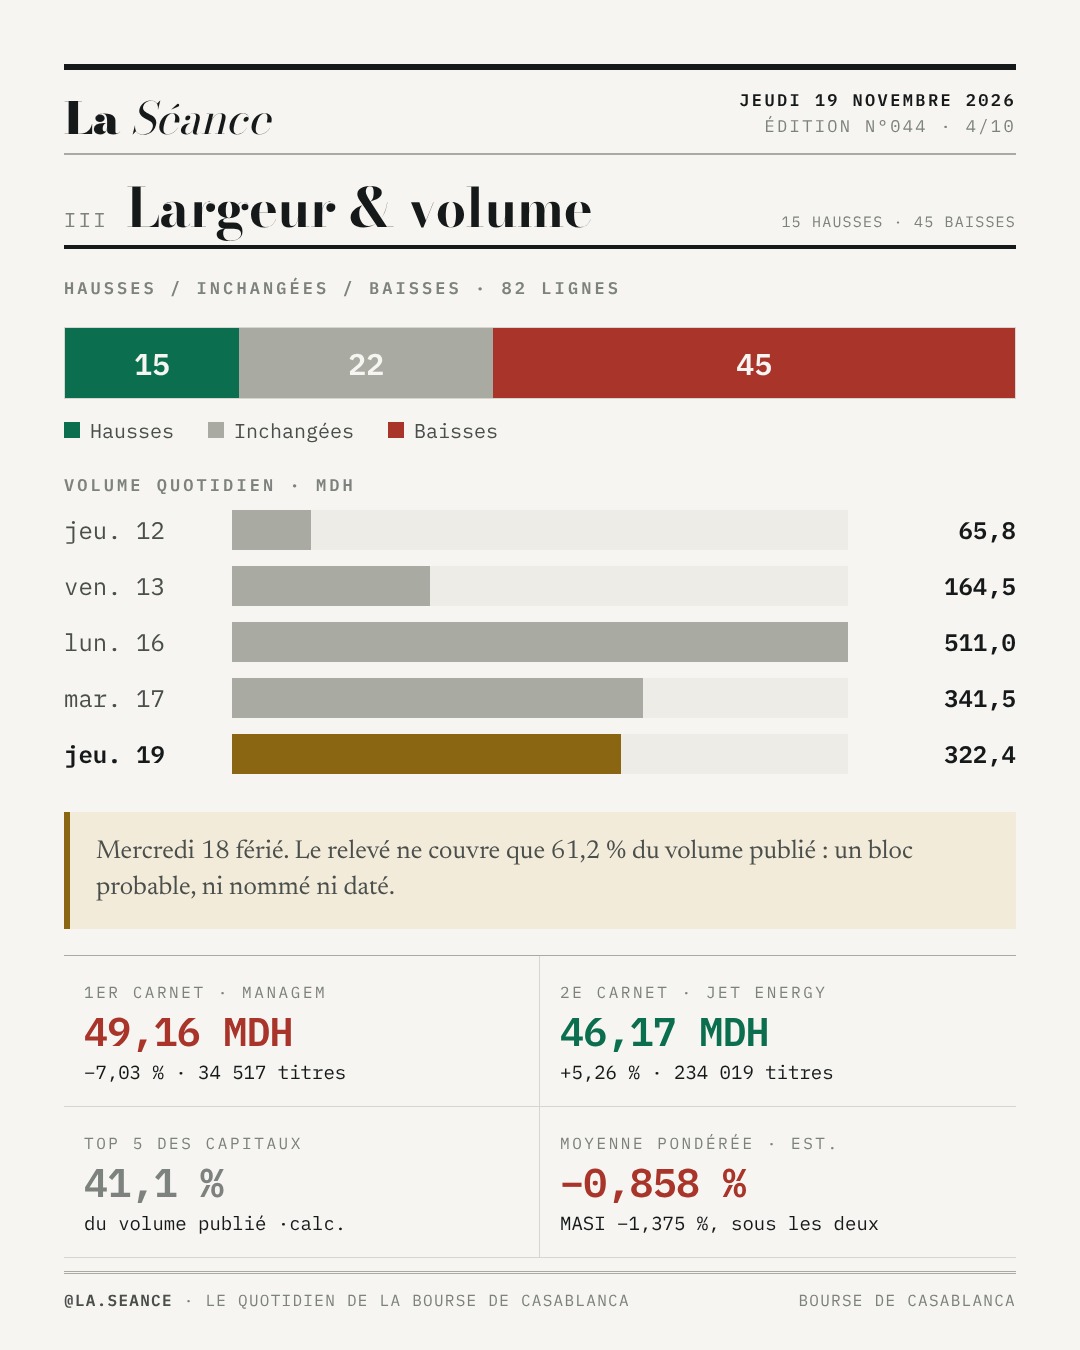 La Séance
JEUDI 19 NOVEMBRE 2026
ÉDITION N°044 · 4/10
III Largeur & volume
15 HAUSSES · 45 BAISSES
HAUSSES / INCHANGÉES / BAISSES · 82 LIGNES
15 22 45
Hausses Inchangées Baisses
VOLUME QUOTIDIEN · MDH
jeu. 12 65,8
ven. 13 164,5
lun. 16 511,0
mar. 17 341,5
jeu. 19 322,4
Mercredi 18 férié. Le relevé ne couvre que 61,2 % du volume publié : un bloc
probable, ni nommé ni daté.
1ER CARNET · MANAGEM
49,16 MDH
−7,03 % · 34 517 titres
2E CARNET · JET ENERGY
46,17 MDH
+5,26 % · 234 019 titres
TOP 5 DES CAPITAUX
41,1 %
du volume publié ·calc.
MOYENNE PONDÉRÉE · EST.
−0,858 %
MASI −1,375 %, sous les deux
@LA.SEANCE · LE QUOTIDIEN DE LA BOURSE DE CASABLANCA
BOURSE DE CASABLANCA